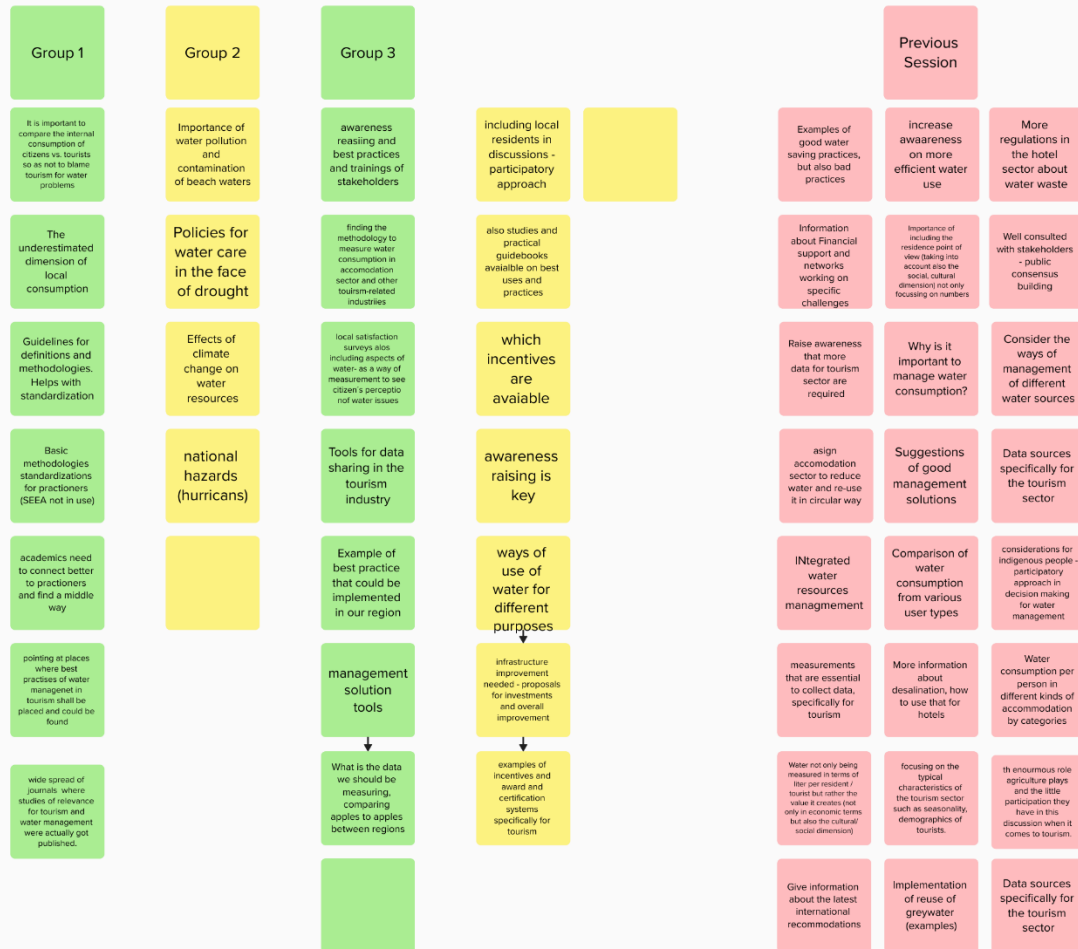 Group 1
It is important to
compare the internal
consumption of
citizens vs. tourists
so as not to blame
tourism for water
problems
The
underestimated
dimension of
local
consumption
Guidelines for
definitions and
methodologies.
Helps with
standardization
Basic
methodologies
standardizations
for practioners
(SEEA not in use)
academics need
to connect better
to practioners
and find a middle
way
pointing at places
where best
practises of water
managenet in
tourism shall be
placed and could be
found
wide spread of
journals where
studies of relevance
for tourism and
water management
were actually got
published.
Group 2
Importance of
water pollution
and
contamination
of beach waters
Policies for
water care
in the face
of drought
Effects of
climate
change on
water
resources
national
hazards
(hurricans)
Group 3
awareness
reasiing and
best practices
and trainings of
stakeholders
finding the
methodology to
measure water
consumption in
accomodation
sector and other
touirsm-related
industriies
local satisfaction
surveys alos
including aspects of
water- as a way of
measurement to see
citizen´s perceptio
nof water issues
Tools for data
sharing in the
tourism
industry
Example of
best practice
that could be
implemented
in our region
management
solution
tools
What is the data
we should be
measuring,
comparing
apples to apples
between regions
including local
residents in
discussions -
participatory
approach
also studies and
practical
guidebooks
avaialble on best
uses and
practices
which
incentives
are
avaiable
awareness
raising is
key
ways of
use of
water for
different
purposes
infrastructure
improvement
needed - proposals
for investments
and overall
improvement
examples of
incentives and
award and
certification
systems
specifically for
tourism
Previous
Session
Examples of
good water
saving practices,
but also bad
practices
increase
awaareness
on more
efficient water
use
More
regulations in
the hotel
sector about
water waste
Information
about Financial
support and
networks
working on
specific
challenges
Importance of
including the
residence point of
view (taking into
account also the
social, cultural
dimension) not only
focussing on numbers
Well consulted
with stakeholders
- public
consensus
building
Raise awareness
that more
data for tourism
sector are
required
Why is it
important to
manage water
consumption?
Consider the
ways of
management
of different
water sources
asign
accomodation
sector to reduce
water and re-use
it in circular way
Suggestions
of good
management
solutions
Data sources
specifically for
the tourism
sector
INtegrated
water
resources
managmement
Comparison of
water
consumption
from various
user types
considerations for
indigenous people -
participatory
approach in
decision making
for water
management
measurements
that are essential
to collect data,
specifically for
tourism
More information
about
desalination, how
to use that for
hotels
Water
consumption per
person in
different kinds of
accommodation
by categories
Water not only being
measured in terms of
liter per resident /
tourist but rather the
value it creates (not
only in economic terms
but also the cultural/
social dimension)
focusing on the
typical
characteristics of
the tourism sector
such as seasonality,
demographics of
tourists.
th enourmous role
agriculture plays
and the little
participation they
have in this
discussion when it
comes to tourism.
Give information
about the latest
international
recommodations
Implementation
of reuse of
greywater
(examples)
Data sources
specifically for
the tourism
sector